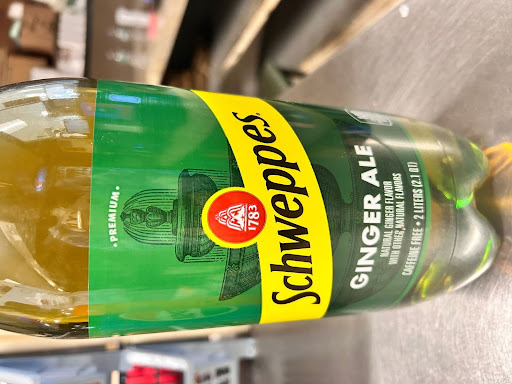 •PREMIUM•
1783
Schweppes
GINGER ALE
NATURAL GINGER FLAVOR
WITH OTHER NATURAL FLAVORS
CAFFEINE FREE • 2 LITERS (2.1 QT)